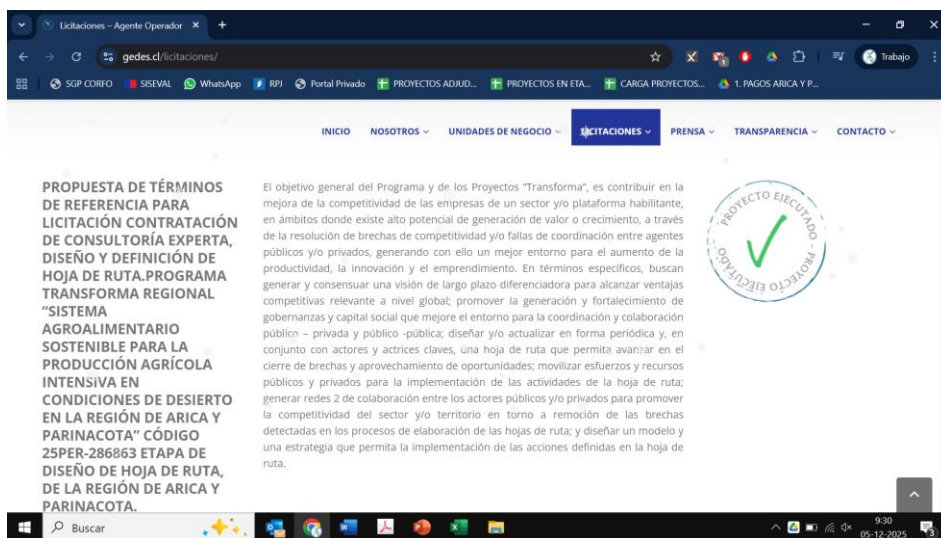 Licitaciones – Agente Operador
gedes.cl/licitaciones/
Trabajo
SGP CORFO
SISEVAL
WhatsApp
RPJ
Portal Privado
PROYECTOS ADJUD...
PROYECTOS EN ETA...
CARGA PROYECTOS...
1. PAGOS ARICA Y P...
INICIO
NOSOTROS
UNIDADES DE NEGOCIO
LICITACIONES
PRENSA
TRANSPARENCIA
CONTACTO
PROPUESTA DE TÉRMINOS
DE REFERENCIA PARA
LICITACIÓN CONTRATACIÓN
DE CONSULTORÍA EXPERTA,
DISEÑO Y DEFINICIÓN DE
HOJA DE RUTA.PROGRAMA
TRANSFORMA REGIONAL
"SISTEMA
AGROALIMENTARIO
SOSTENIBLE PARA LA
PRODUCCIÓN AGRÍCOLA
INTENSIVA EN
CONDICIONES DE DESIERTO
EN LA REGIÓN DE ARICA Y
PARINACOTA" CÓDIGO
25PER-286863 ETAPA DE
DISEÑO DE HOJA DE RUTA,
DE LA REGIÓN DE ARICA Y
PARINACOTA.
El objetivo general del Programa y de los Proyectos "Transforma", es contribuir en la
mejora de la competitividad de las empresas de un sector y/o plataforma habilitante,
en ámbitos donde existe alto potencial de generación de valor o crecimiento, a través
de la resolución de brechas de competitividad y/o fallas de coordinación entre agentes
públicos y/o privados, generando con ello un mejor entorno para el aumento de la
productividad, la innovación y el emprendimiento. En términos específicos, buscan
generar y consensuar una visión de largo plazo diferenciadora para alcanzar ventajas
competitivas relevante a nivel global; promover la generación y fortalecimiento de
gobernanzas y capital social que mejore el entorno para la coordinación y colaboración
público – privada y público -pública; diseñar y/o actualizar en forma periódica y, en
conjunto con actores y actrices claves, una hoja de ruta que permita avanzar en el
cierre de brechas y aprovechamiento de oportunidades; movilizar esfuerzos y recursos
públicos y privados para la implementación de las actividades de la hoja de ruta;
generar redes 2 de colaboración entre los actores públicos y/o privados para promover
la competitividad del sector y/o territorio en torno a remoción de las brechas
detectadas en los procesos de elaboración de las hojas de ruta; y diseñar un modelo y
una estrategia que permita la implementación de las acciones definidas en la hoja de
ruta.
PROYECTO EJECUTADO - PROYECTO EJECUTADO -
Buscar
9:30
05-12-2025